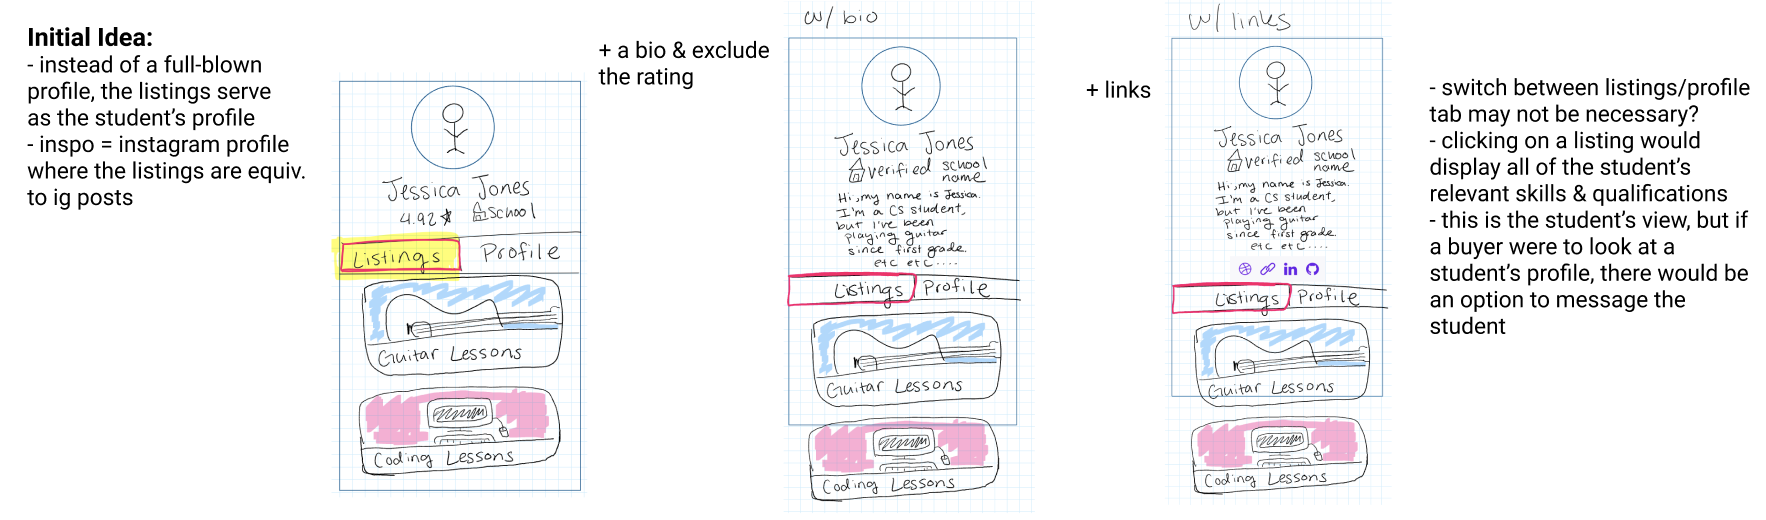 Initial Idea:
- instead of a full-blown
profile, the listings serve
as the student's profile
- inspo = instagram profile
where the listings are equiv.
to ig posts
Jessica Jones
4.92 School
Listings Profile
Guitar Lessons
Coding Lessons
+ a bio & exclude
the rating
w/ bio
Jessica Jones
verified school
name
Hi, my name is Jessica.
I'm a CS student,
but I've been
playing guitar
since first grade.
etc etc....
Listings Profile
Guitar Lessons
Coding Lessons
+ links
w/ links
Jessica Jones
verified school
name
Hi, my name is Jessica.
I'm a CS student,
but I've been
playing guitar
since first grade.
etc etc....
in
Listings Profile
Guitar Lessons
Coding Lessons
- switch between listings/profile
tab may not be necessary?
- clicking on a listing would
display all of the student's
relevant skills & qualifications
- this is the student's view, but if
a buyer were to look at a
student's profile, there would be
an option to message the
student